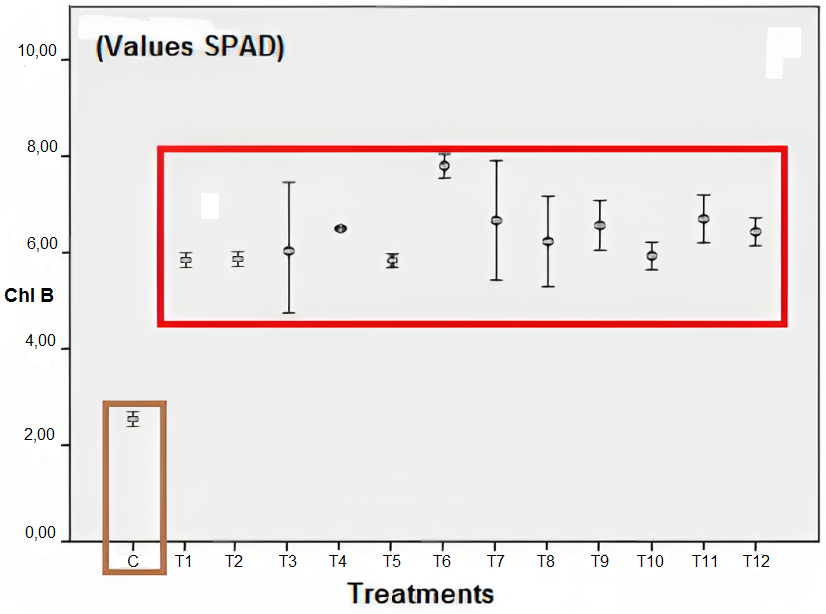 (Values SPAD)
10,00
8,00
6,00
Chl B
4,00
2,00
0,00
C T1 T2 T3 T4 T5 T6 T7 T8 T9 T10 T11 T12
Treatments